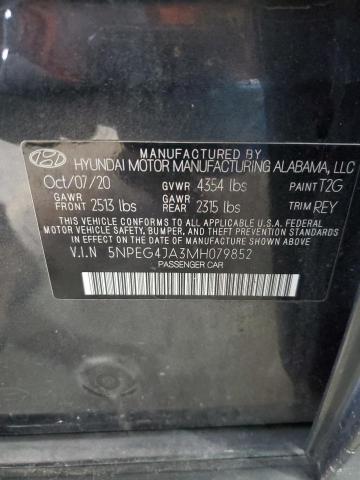 MANUFACTURED BY
HYUNDAI MOTOR MANUFACTURING ALABAMA, LLC
Oct/07/20 GVWR 4354 lbs PAINT T2G
GAWR FRONT 2513 lbs GAWR REAR 2315 lbs TRIM REY
THIS VEHICLE CONFORMS TO ALL APPLICABLE U.S.A. FEDERAL
MOTOR VEHICLE SAFETY, BUMPER, AND THEFT PREVENTION
STANDARDS IN EFFECT ON THE DATE OF MANUFACTURE
SHOWN ABOVE.
V.I.N 5NPEG4JA3MH079852
PASSENGER CAR